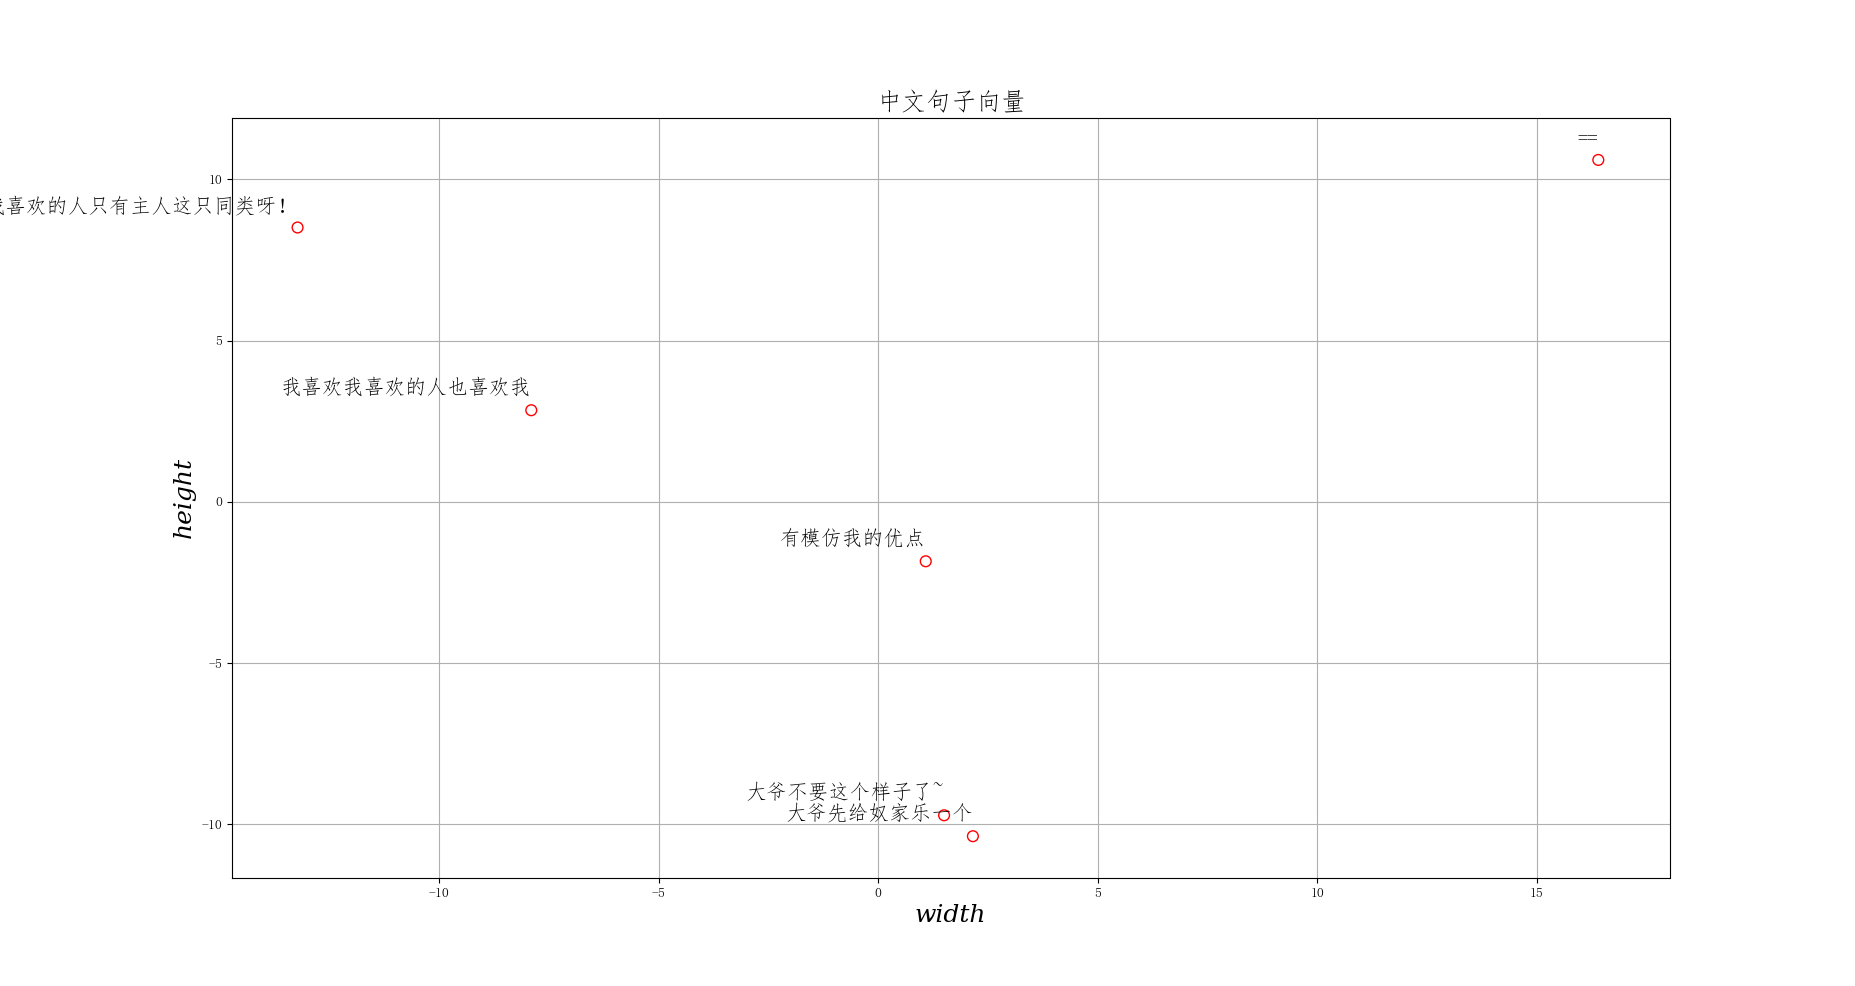 中文句子向量
==
10
喜欢的人只有主人这只同类呀!
5
我喜欢我喜欢的人也喜欢我
height
0
有模仿我的优点
-5
大爷不要这个样子了~
大爷先给奴家乐一个
-10
-10 -5 0 5 10 15
width